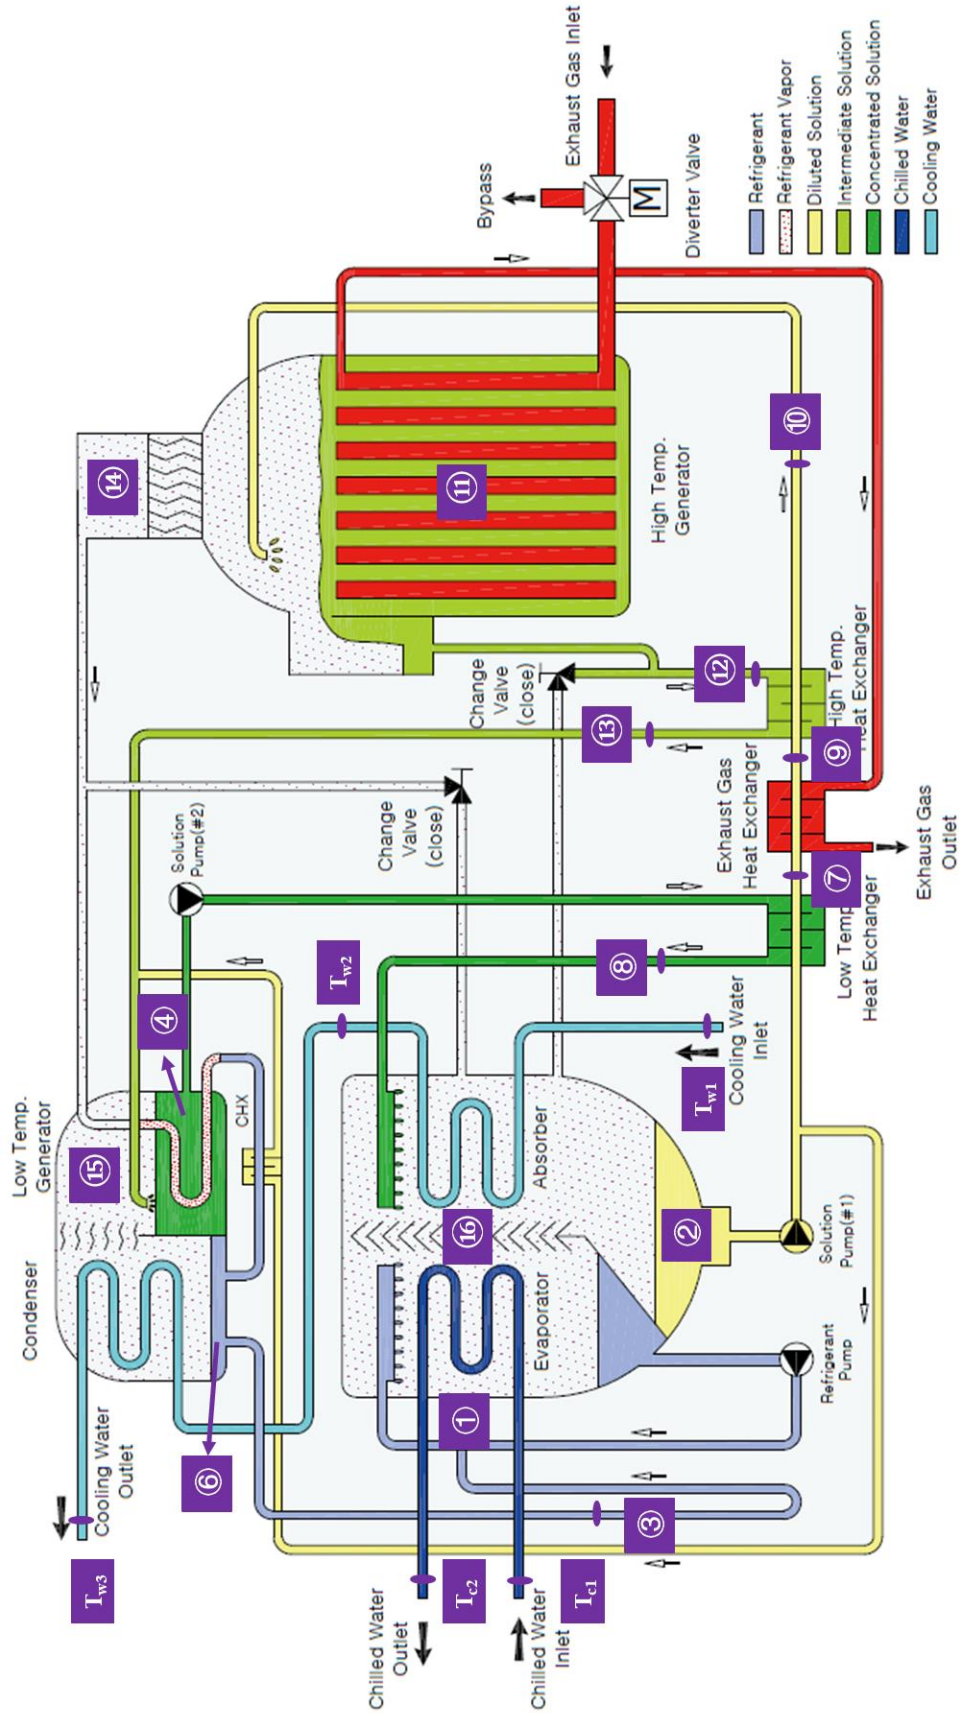 Low Temp.
Generator
Condenser
Cooling Water
Outlet
Tw3
⑮
④
⑥
CHX
Solution
Pump(#2)
⑭
Bypass
Exhaust Gas Inlet
M
Diverter Valve
Refrigerant
Refrigerant Vapor
Diluted Solution
Intermediate Solution
Concentrated Solution
Chilled Water
Cooling Water
⑪
High Temp.
Generator
Change
Valve
(close)
Change
Valve
(close)
⑫
⑬
⑩
High Temp.
Heat Exchanger
⑨
Exhaust Gas
Heat Exchanger
Exhaust Gas
Outlet
⑦
Low Temp
Heat Exchanger
⑧
Tw2
Tw1
Cooling Water
Inlet
Absorber
⑯
Evaporator
②
Solution
Pump(#1)
Refrigerant
Pump
①
③
Tc2
Chilled Water
Outlet
Tc1
Chilled Water
Inlet